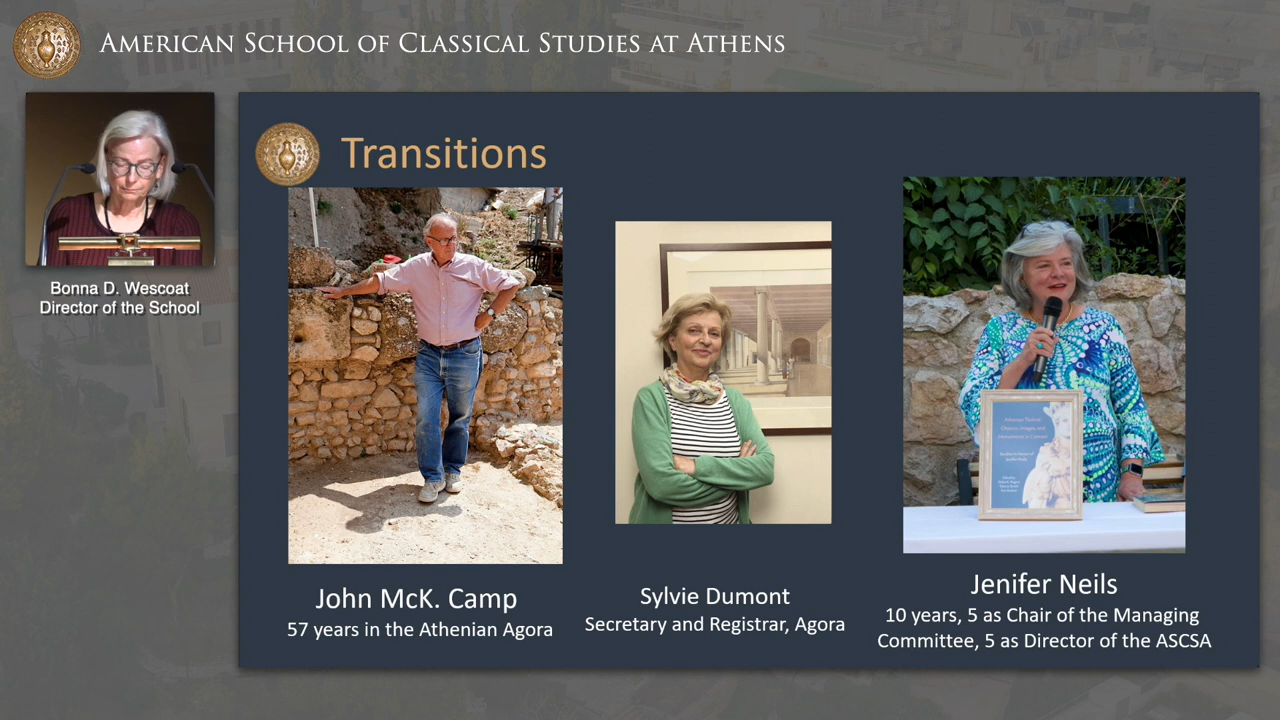 AMERICAN SCHOOL OF CLASSICAL STUDIES AT ATHENS
Bonna D. Wescoat
Director of the School
Transitions
John McK. Camp
57 years in the Athenian Agora
Sylvie Dumont
Secretary and Registrar, Agora
Jenifer Neils
10 years, 5 as Chair of the Managing
Committee, 5 as Director of the ASCSA